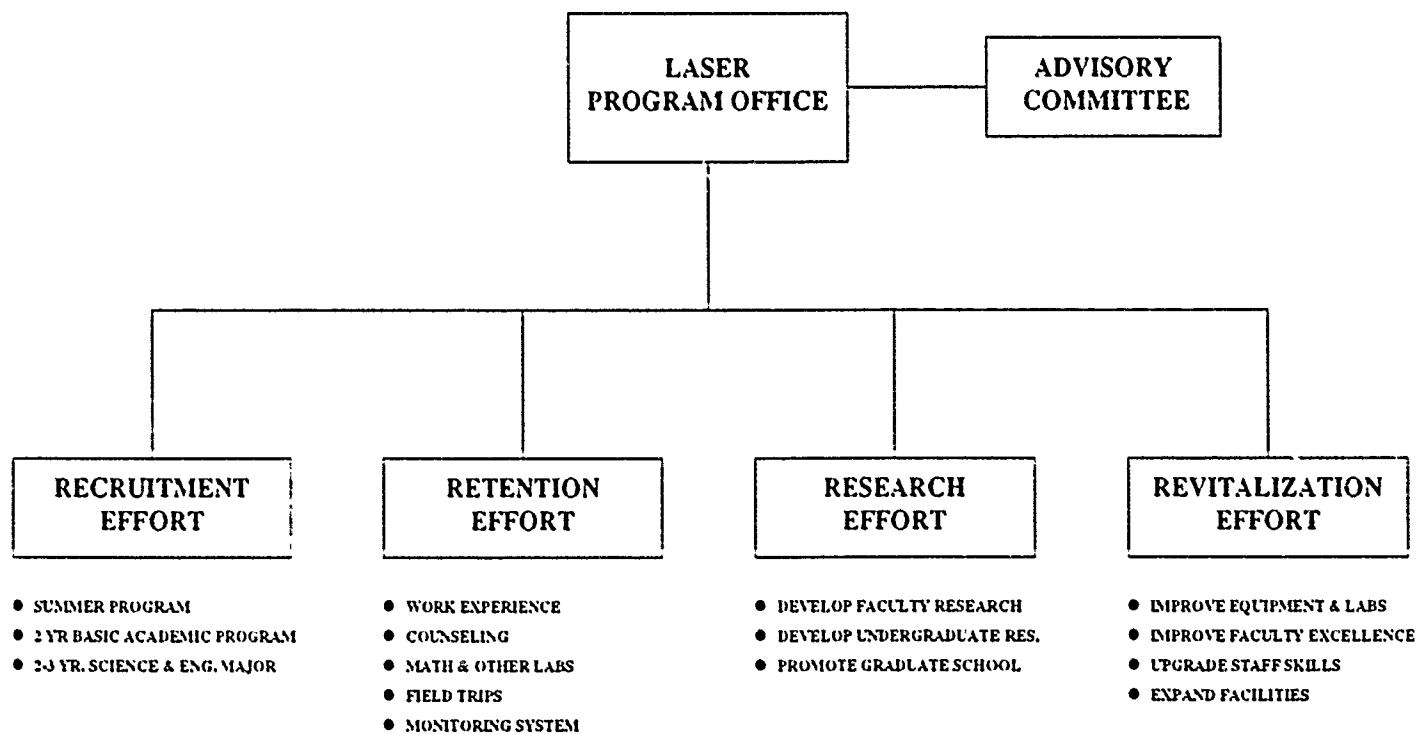 LASER
PROGRAM OFFICE
ADVISORY
COMMITTEE
RECRUITMENT
EFFORT
● SUMMER PROGRAM
● 2 YR BASIC ACADEMIC PROGRAM
● 2-3 YR. SCIENCE & ENG. MAJOR
RETENTION
EFFORT
● WORK EXPERIENCE
● COUNSELING
● MATH & OTHER LABS
● FIELD TRIPS
● MONITORING SYSTEM
RESEARCH
EFFORT
● DEVELOP FACULTY RESEARCH
● DEVELOP UNDERGRADUATE RES.
● PROMOTE GRADUATE SCHOOL
REVITALIZATION
EFFORT
● IMPROVE EQUIPMENT & LABS
● IMPROVE FACULTY EXCELLENCE
● UPGRADE STAFF SKILLS
● EXPAND FACILITIES